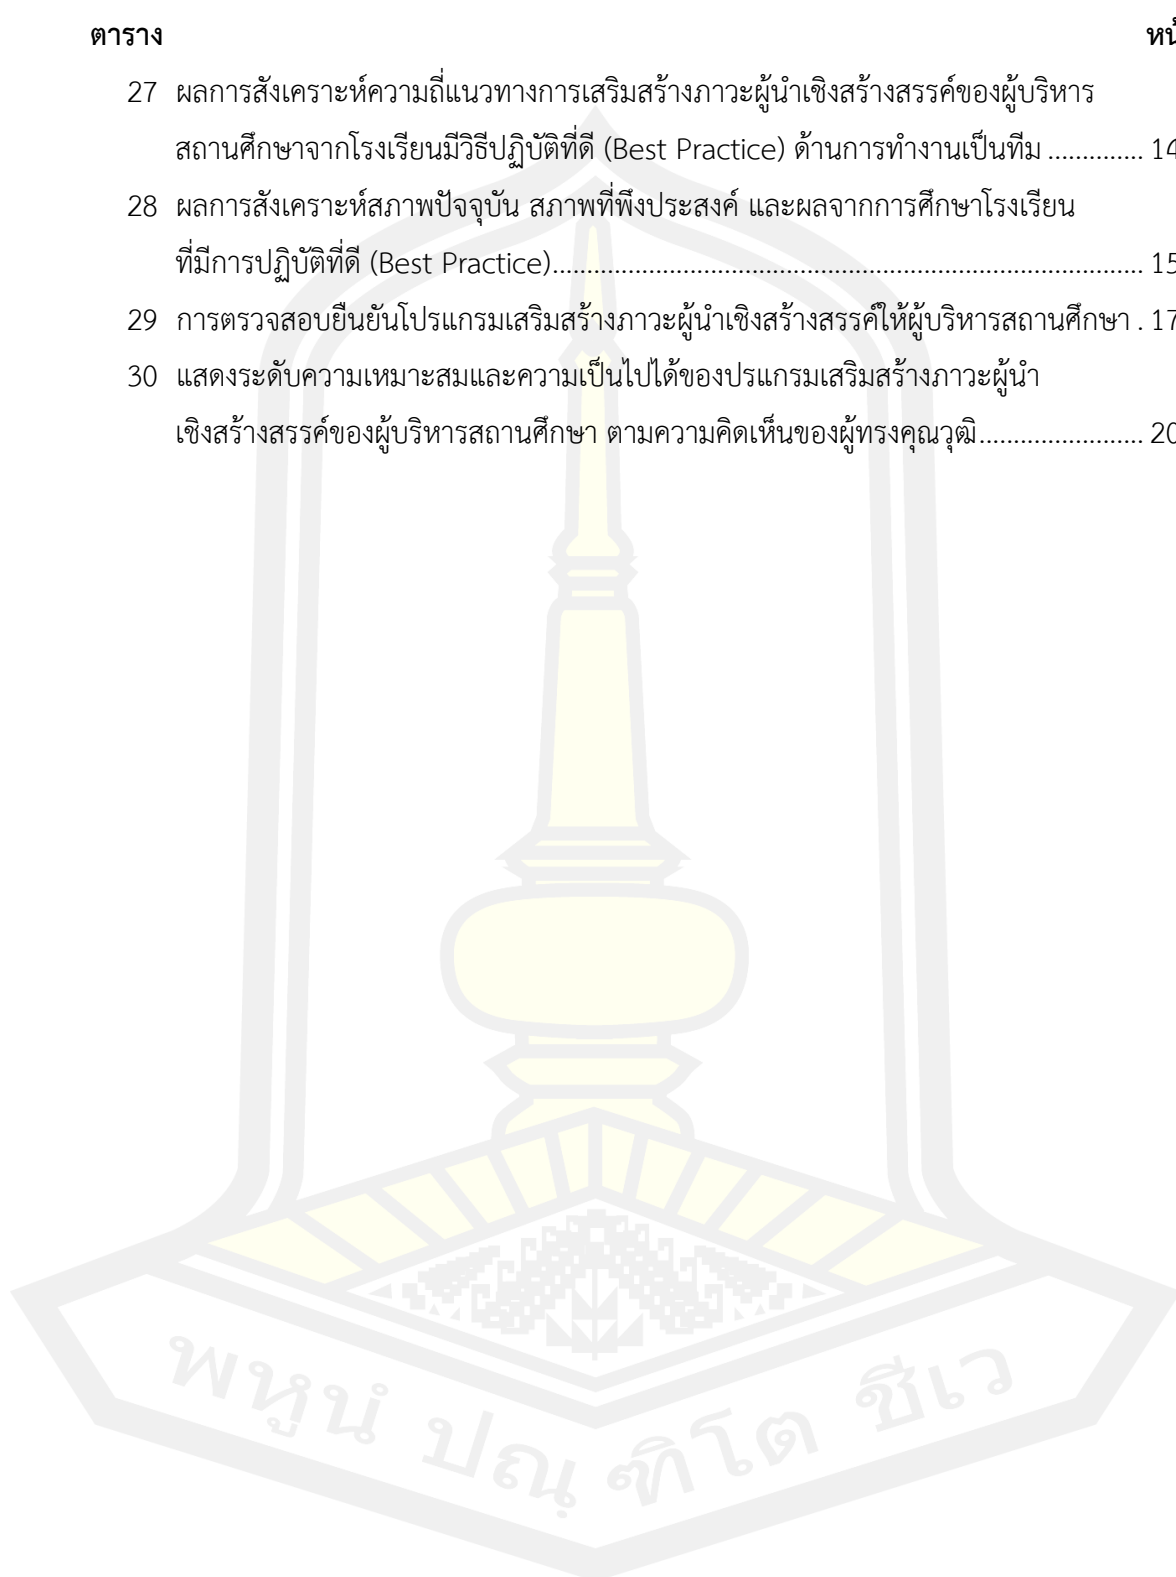 ตาราง
27 ผลการสังเคราะห์ความถี่แนวทางการเสริมสร้างภาวะผู้นำเชิงสร้างสรรค์ของผู้บริหาร
สถานศึกษาจากโรงเรียนมีวิธีปฏิบัติที่ดี (Best Practice) ด้านการทำงานเป็นทีม .............. 14
28 ผลการสังเคราะห์สภาพปัจจุบัน สภาพที่พึงประสงค์ และผลจากการศึกษาโรงเรียน
ที่มีการปฏิบัติที่ดี (Best Practice)............................................................................................ 15
29 การตรวจสอบยืนยันโปรแกรมเสริมสร้างภาวะผู้นำเชิงสร้างสรรค์ให้ผู้บริหารสถานศึกษา . 17
30 แสดงระดับความเหมาะสมและความเป็นไปได้ของปรแกรมเสริมสร้างภาวะผู้นำ
เชิงสร้างสรรค์ของผู้บริหารสถานศึกษา ตามความคิดเห็นของผู้ทรงคุณวุฒิ......................... 20
พหูนํ ปณฺฑิโต ชีเว